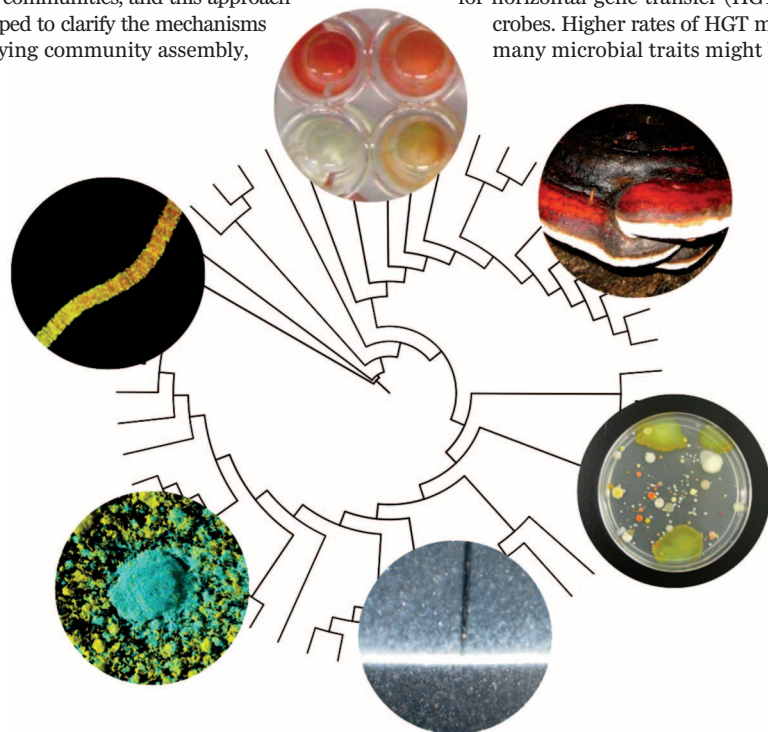 communities, and this approach
ped to clarify the mechanisms
ying community assembly,
for horizontal gene transfer (HGT
crobes. Higher rates of HGT m
many microbial traits might